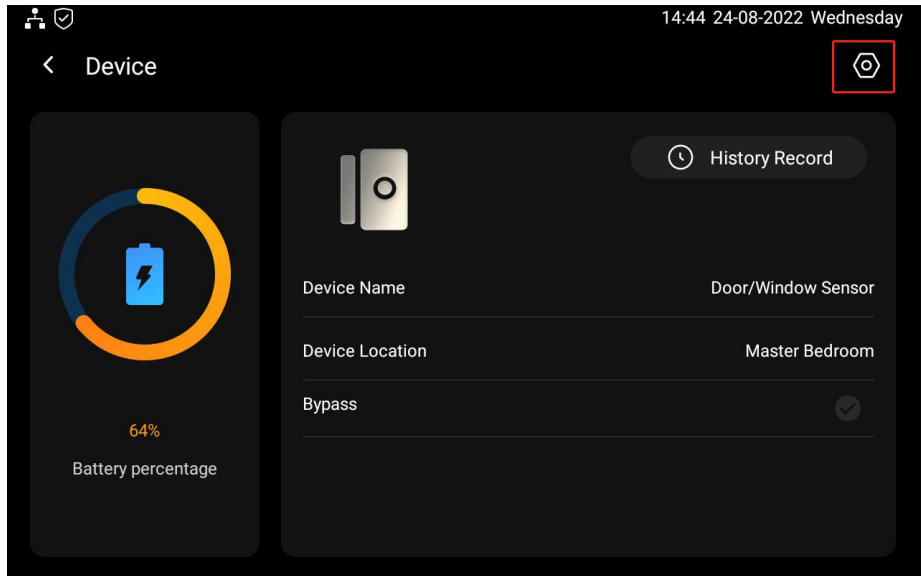 14:44 24-08-2022 Wednesday
Device
History Record
Device Name Door/Window Sensor
Device Location Master Bedroom
Bypass
64%
Battery percentage